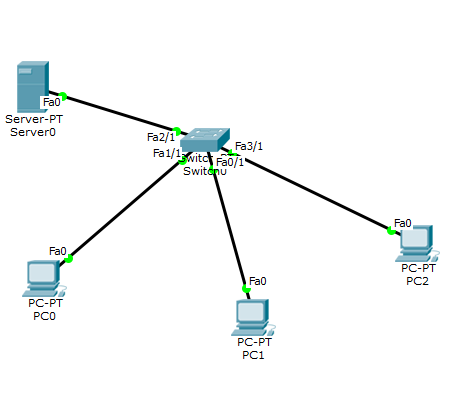 Fa0
Server-PT
Server0
Fa2/1
Fa3/1
Fa1/1
Fa0/1
Fa0
PC-PT
PC0
Fa0
PC-PT
PC1
Fa0
PC-PT
PC2